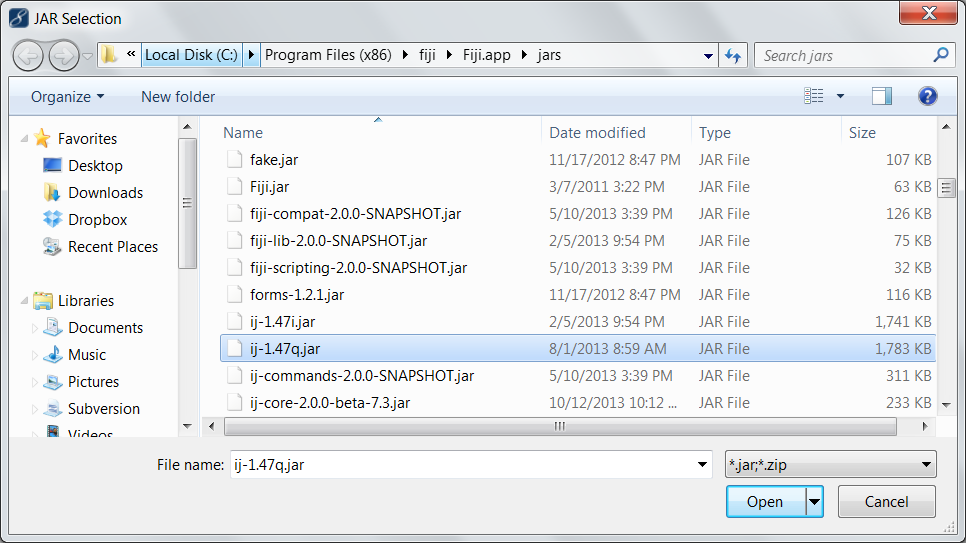 JAR Selection
« Local Disk (C:) Program Files (x86) fiji Fiji.app jars Search jars
Organize New folder
Name Date modified Type Size
Favorites
Desktop
Downloads
Dropbox
Recent Places
Libraries
Documents
Music
Pictures
Subversion
Videos
fake.jar 11/17/2012 8:47 PM JAR File 107 KB
Fiji.jar 3/7/2011 3:22 PM JAR File 63 KB
fiji-compat-2.0.0-SNAPSHOT.jar 5/10/2013 3:39 PM JAR File 126 KB
fiji-lib-2.0.0-SNAPSHOT.jar 2/5/2013 9:54 PM JAR File 75 KB
fiji-scripting-2.0.0-SNAPSHOT.jar 5/10/2013 3:39 PM JAR File 32 KB
forms-1.2.1.jar 11/17/2012 8:47 PM JAR File 116 KB
ij-1.47i.jar 2/5/2013 9:54 PM JAR File 1,741 KB
ij-1.47q.jar 8/1/2013 8:59 AM JAR File 1,783 KB
ij-commands-2.0.0-SNAPSHOT.jar 5/10/2013 3:39 PM JAR File 311 KB
ij-core-2.0.0-beta-7.3.jar 10/12/2013 10:12 ... JAR File 233 KB
File name: ij-1.47q.jar *.jar;*.zip
Open Cancel